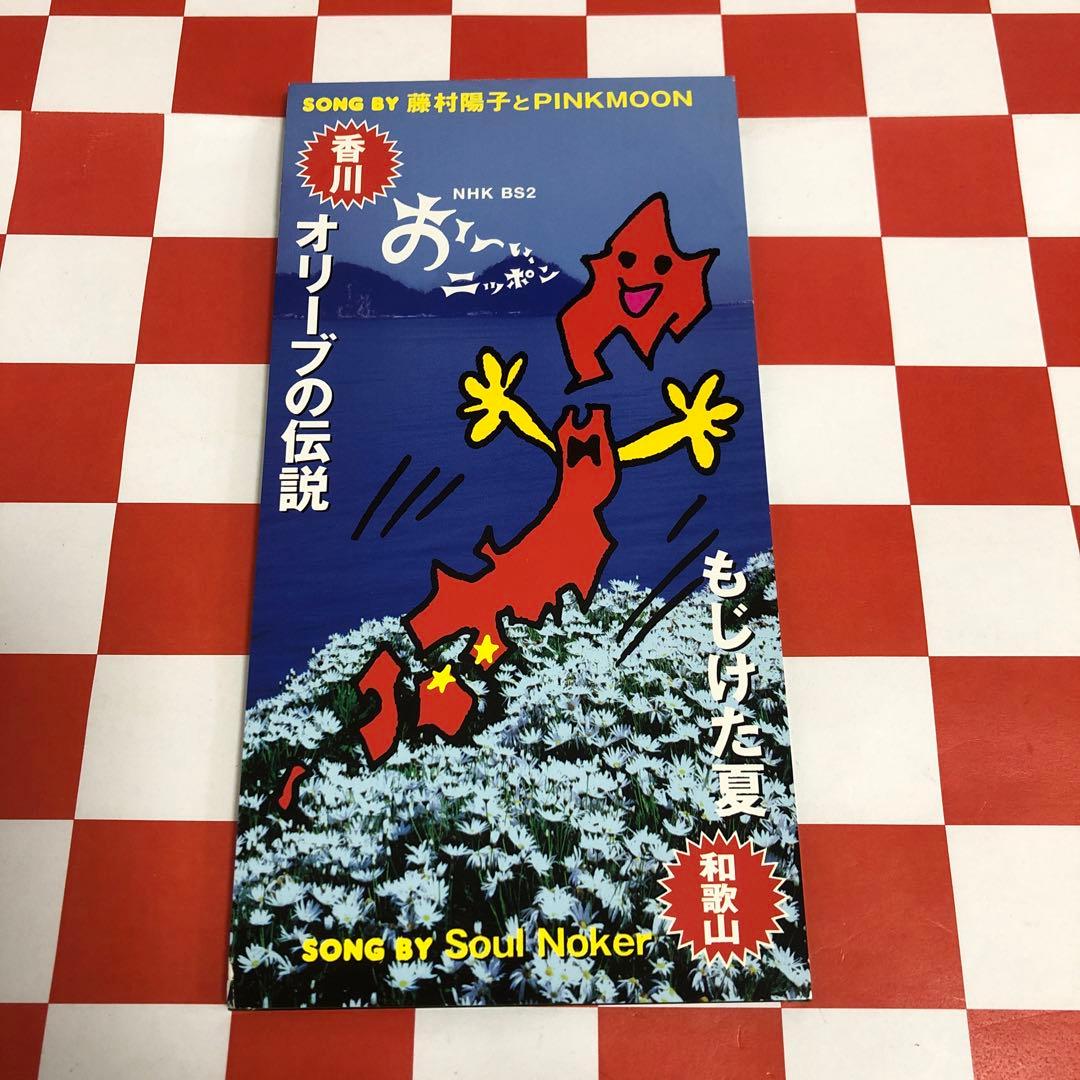 SONG BY 藤村陽子とPINKMOON
香川
オリーブの伝説
NHK BS2
おーい、
ニッポン
もじけた夏
和歌山
SONG BY Soul Noker